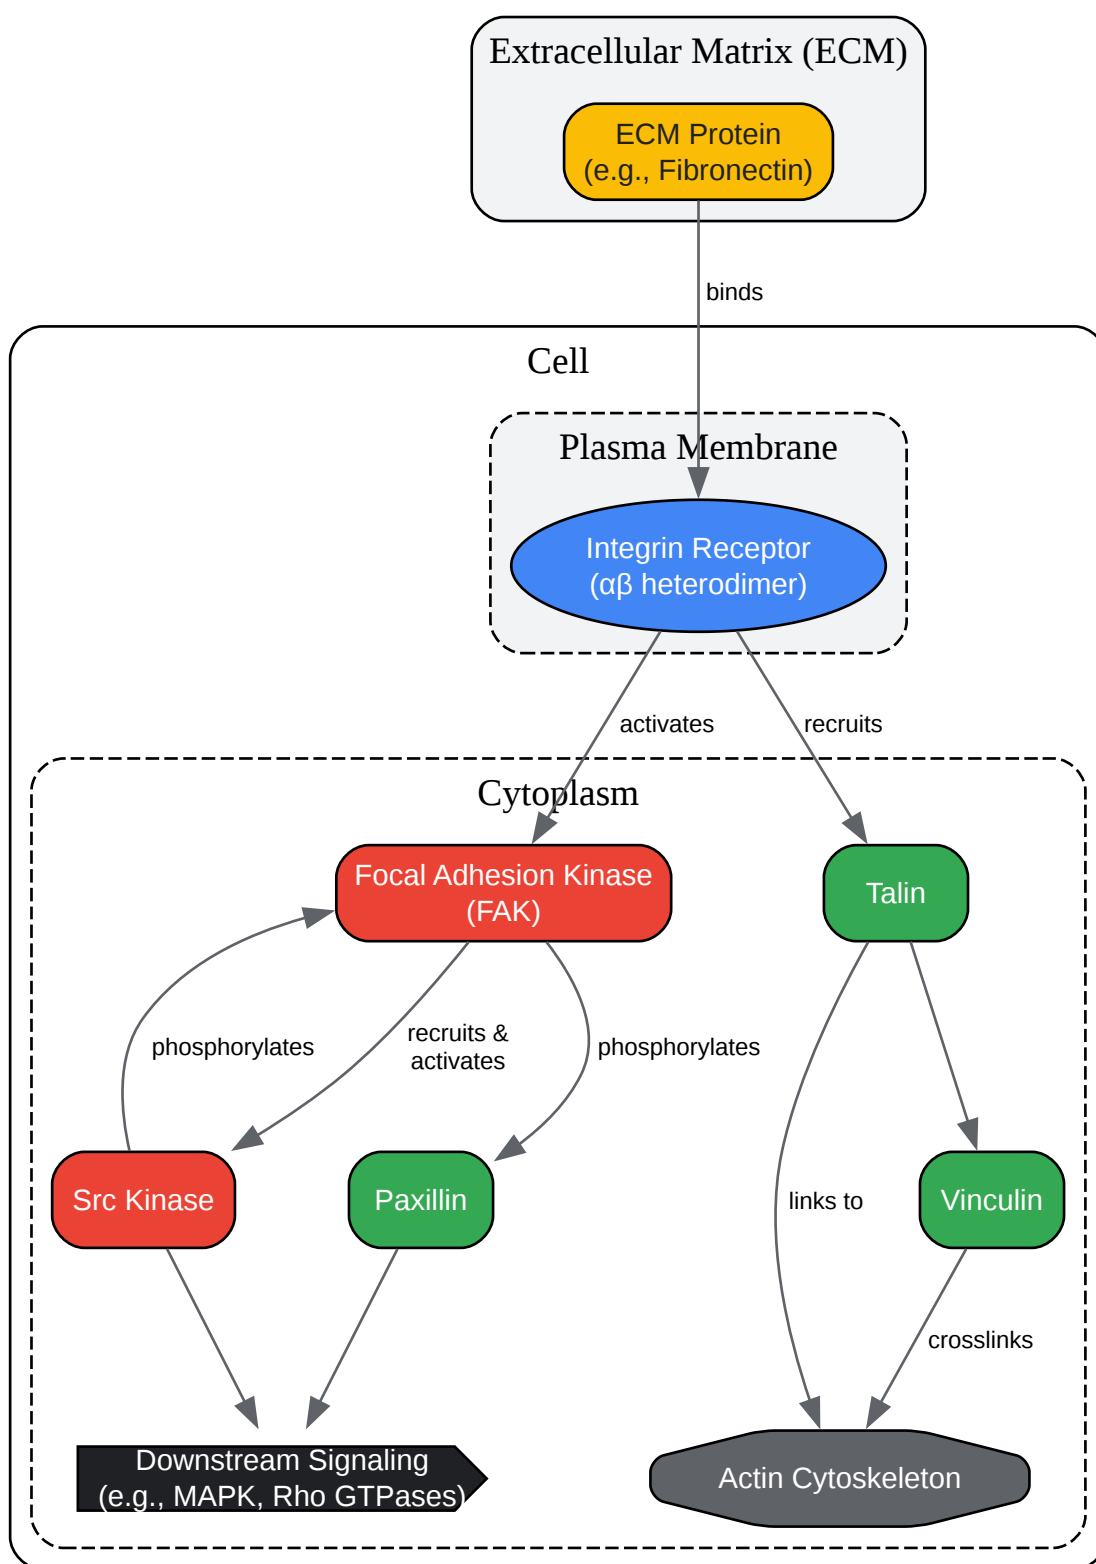 Extracellular Matrix (ECM)
ECM Protein
(e.g., Fibronectin)
binds
Cell
Plasma Membrane
Integrin Receptor
(αβ heterodimer)
activates
recruits
Cytoplasm
Focal Adhesion Kinase
(FAK)
Talin
phosphorylates
recruits &
activates
phosphorylates
Src Kinase
Paxillin
links to
Vinculin
crosslinks
Downstream Signaling
(e.g., MAPK, Rho GTPases)
Actin Cytoskeleton